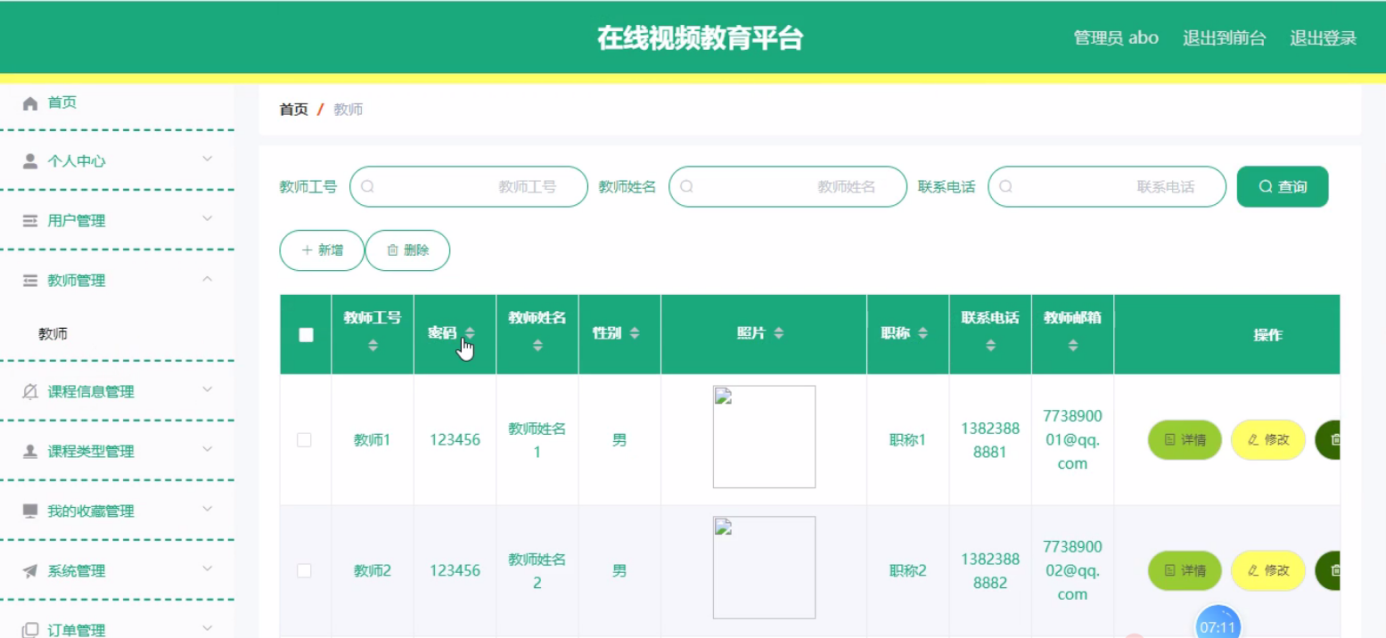 在线视频教育平台
管理员 abo 退出到前台 退出登录
首页
个人中心
用户管理
教师管理
教师
课程信息管理
课程类型管理
我的收藏管理
系统管理
订单管理
首页 / 教师
教师工号 教师工号 教师姓名 教师姓名 联系电话 联系电话 查询
新增 删除
教师工号 密码 教师姓名 性别 照片 职称 联系电话 教师邮箱 操作
教师1 123456 教师姓名
1
男 职称1 1382388
8881
7738900
01@qq.
com
详情 修改
教师2 123456 教师姓名
2
男 职称2 1382388
8882
7738900
02@qq.
com
详情 修改
07:11